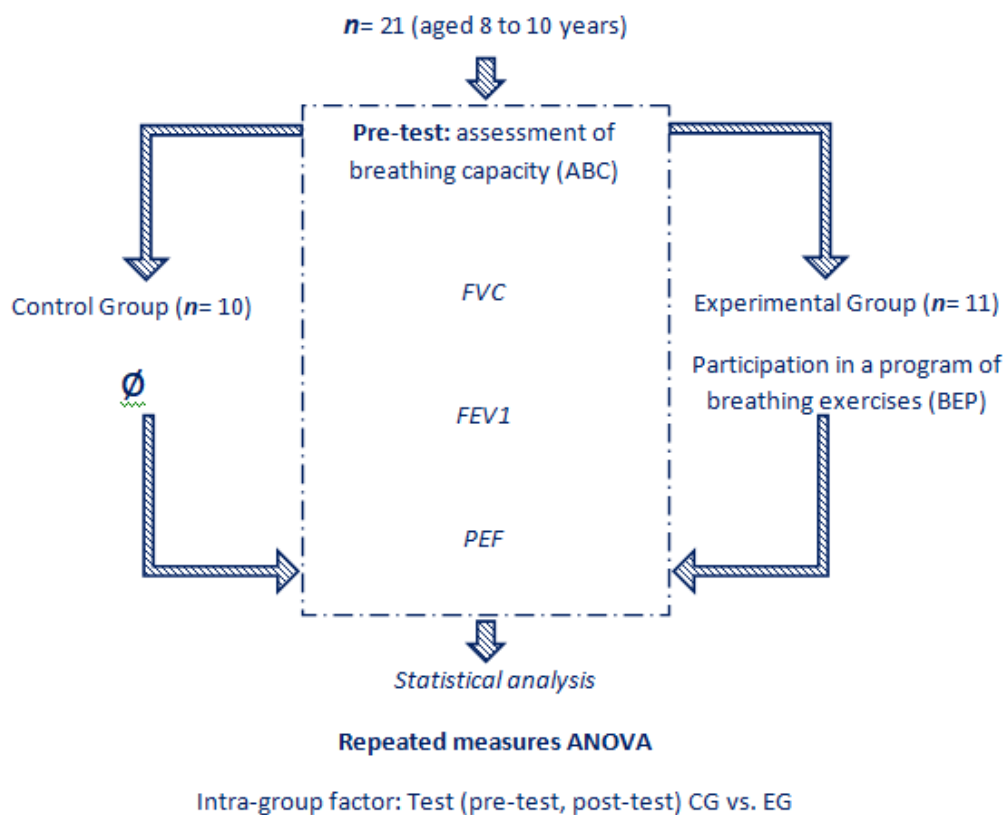 n= 21 (aged 8 to 10 years)
Pre-test: assessment of
breathing capacity (ABC)
FVC
Control Group (n= 10)
Experimental Group (n= 11)
Ø
Participation in a program of
breathing exercises (BEP)
FEV1
PEF
Statistical analysis
Repeated measures ANOVA
Intra-group factor: Test (pre-test, post-test) CG vs. EG